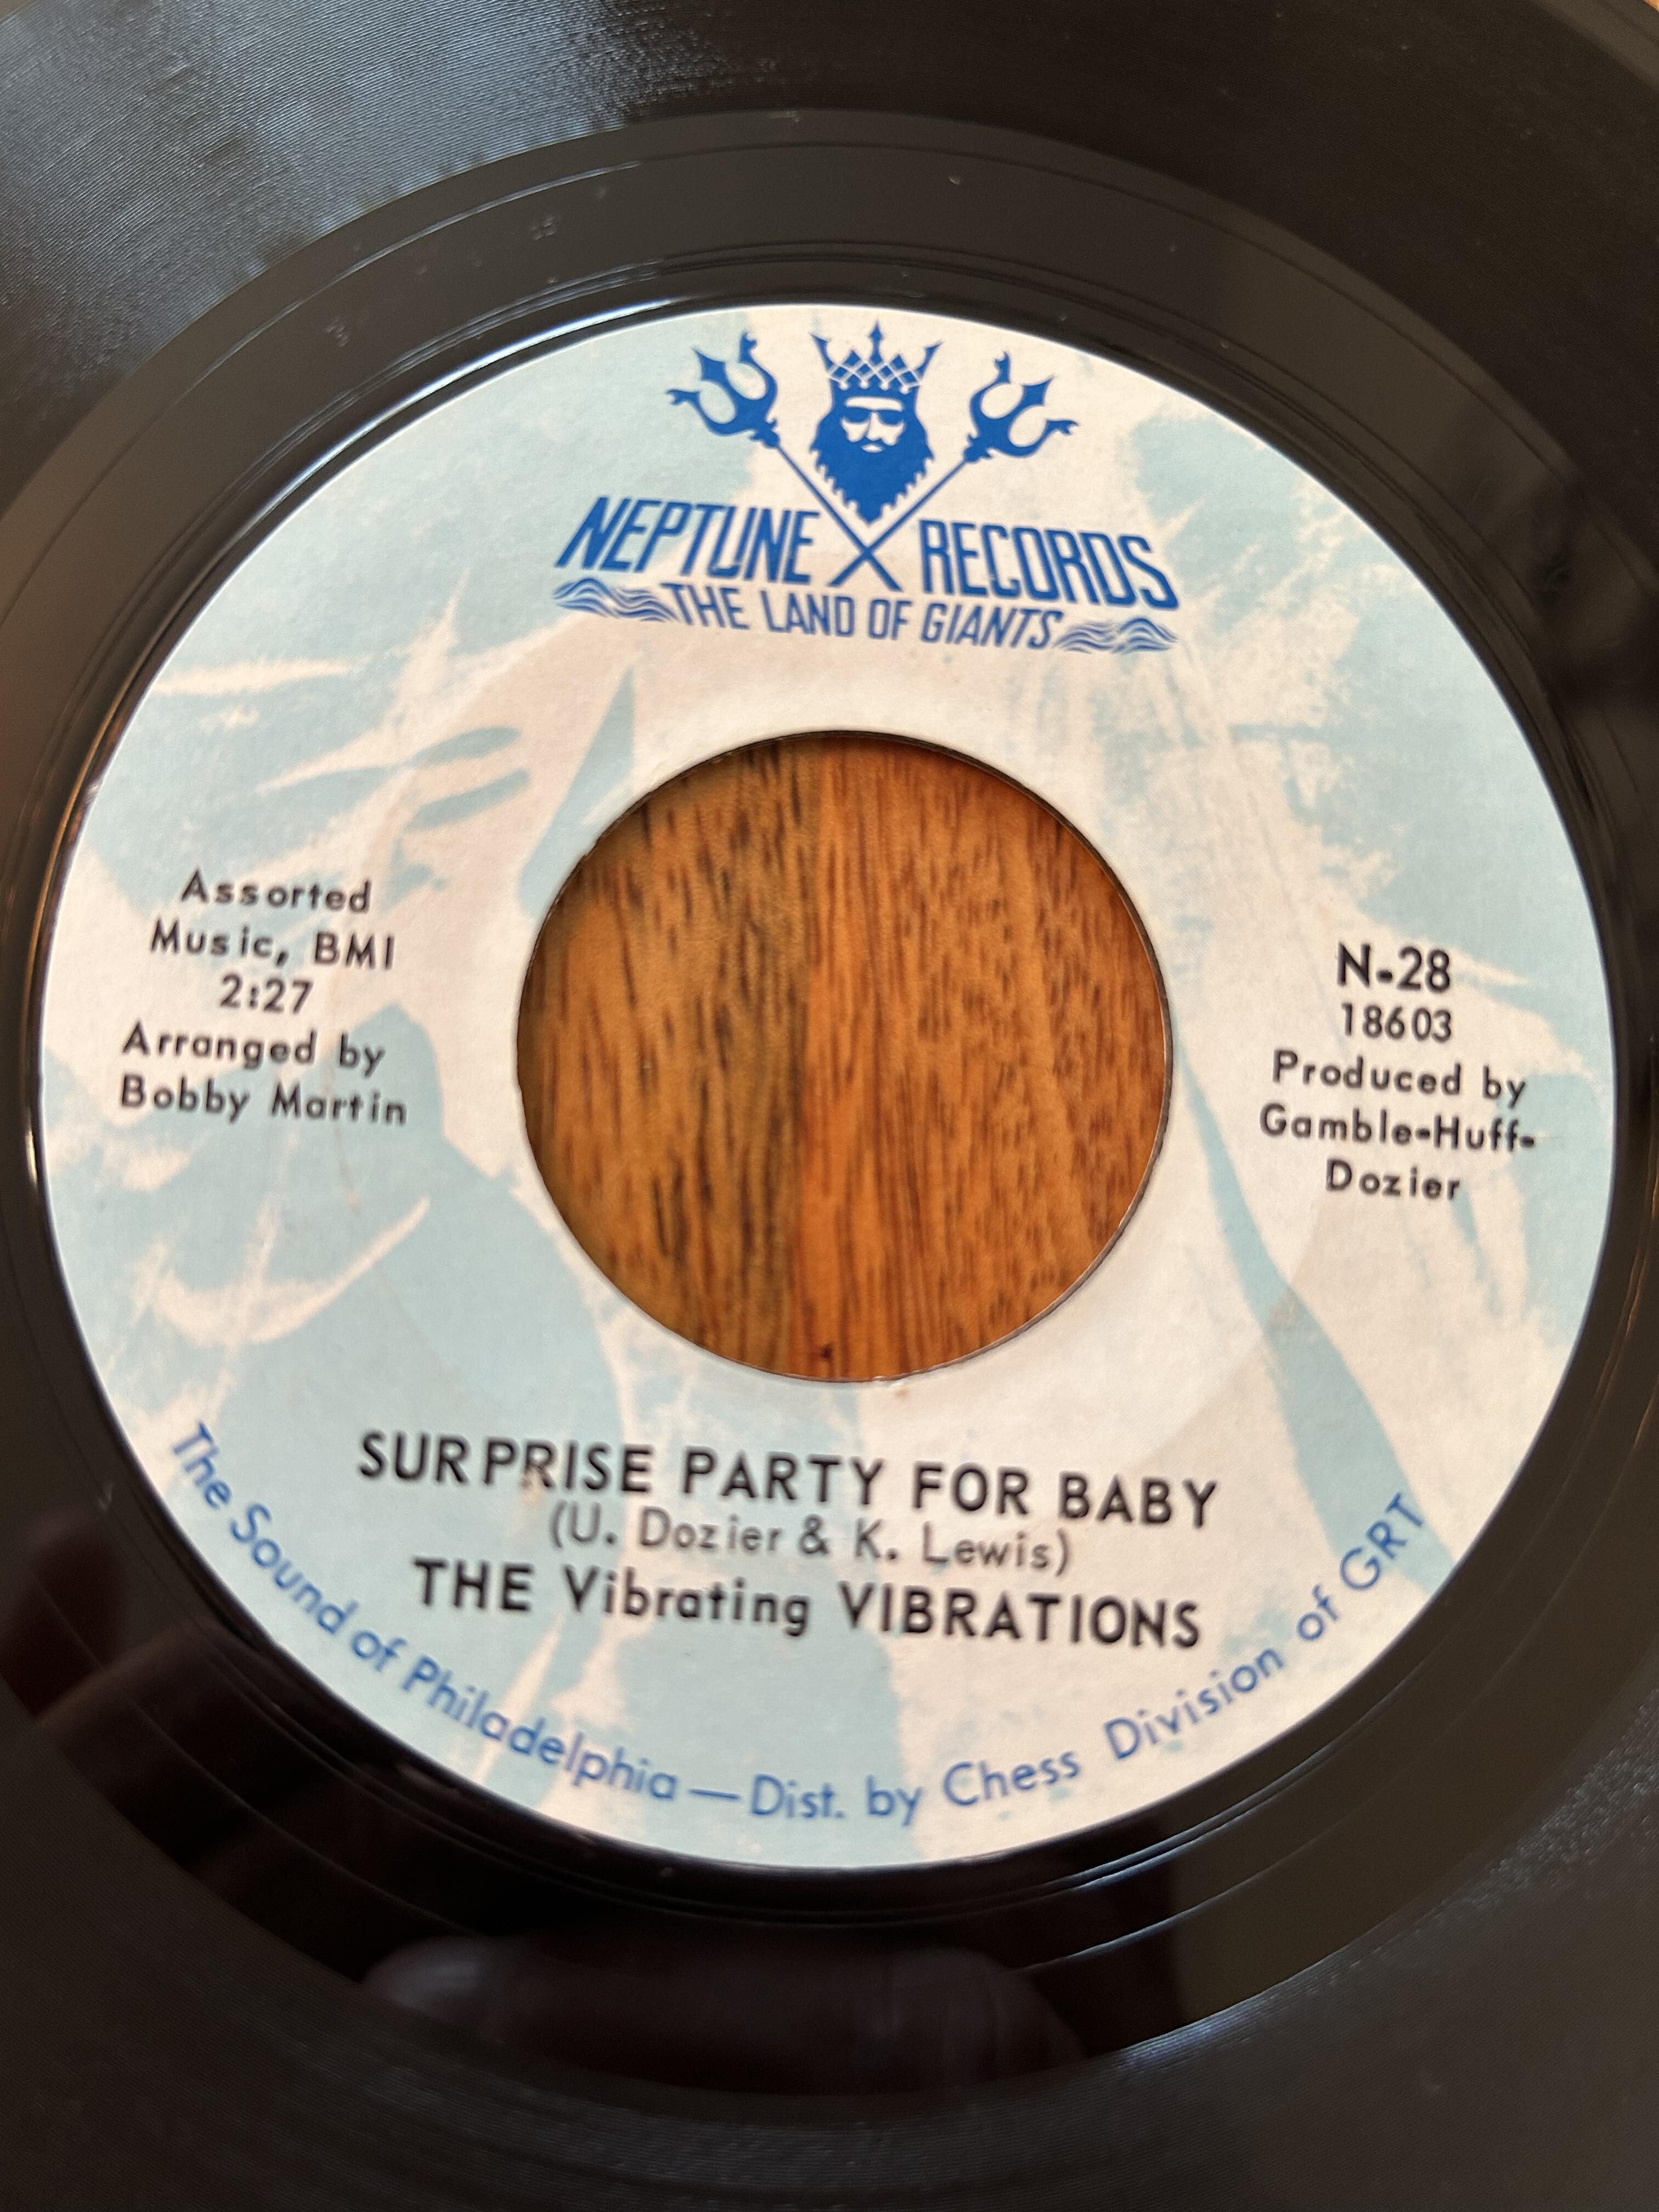 NEPTUNE RECORDS
THE LAND OF GIANTS
Assorted
Music, BMI
2:27
Arranged by
Bobby Martin
N-28
18603
Produced by
Gamble-Huff-
Dozier
SURPRISE PARTY FOR BABY
(U. Dozier & K. Lewis)
THE Vibrating VIBRATIONS
The Sound of Philadelphia — Dist. by Chess Division of GRT